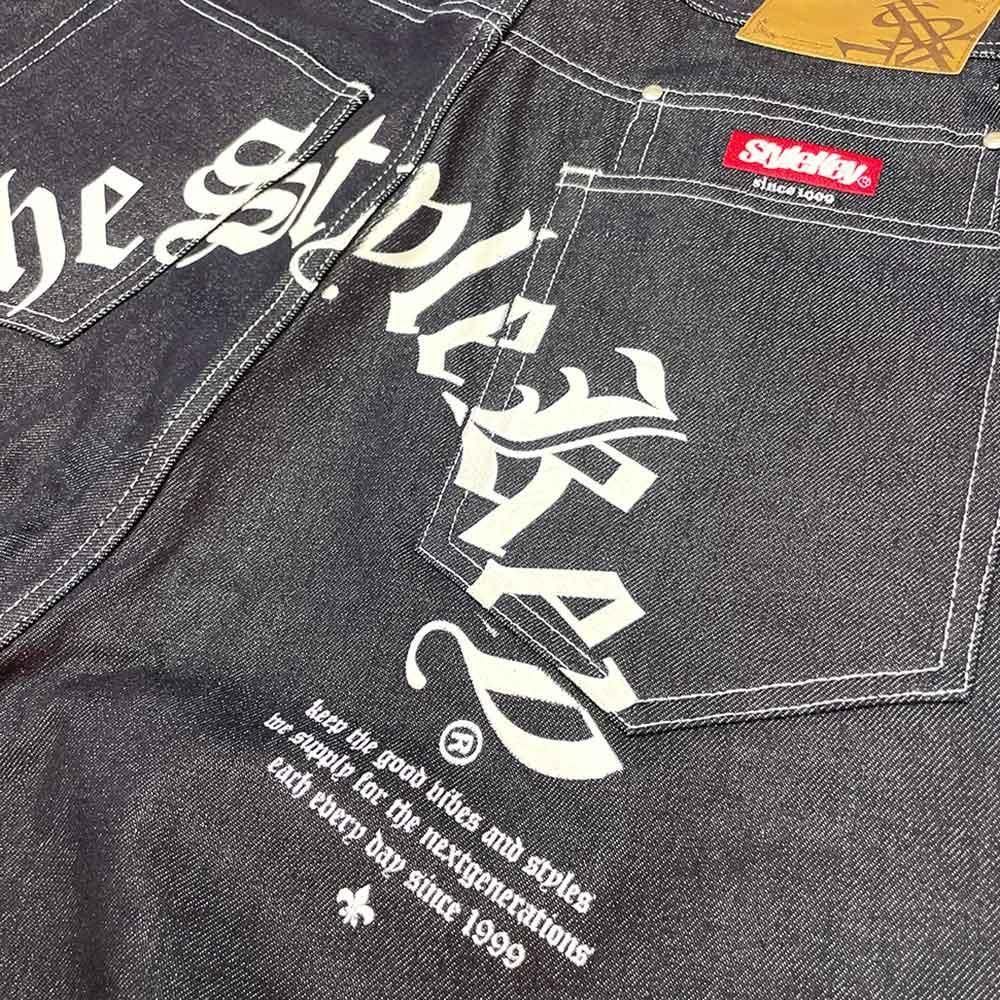 StyleKey®
since 1999
he StyleKey
®
keep the good vibes and styles
we supply for the nextgenerations
each every day since 1999